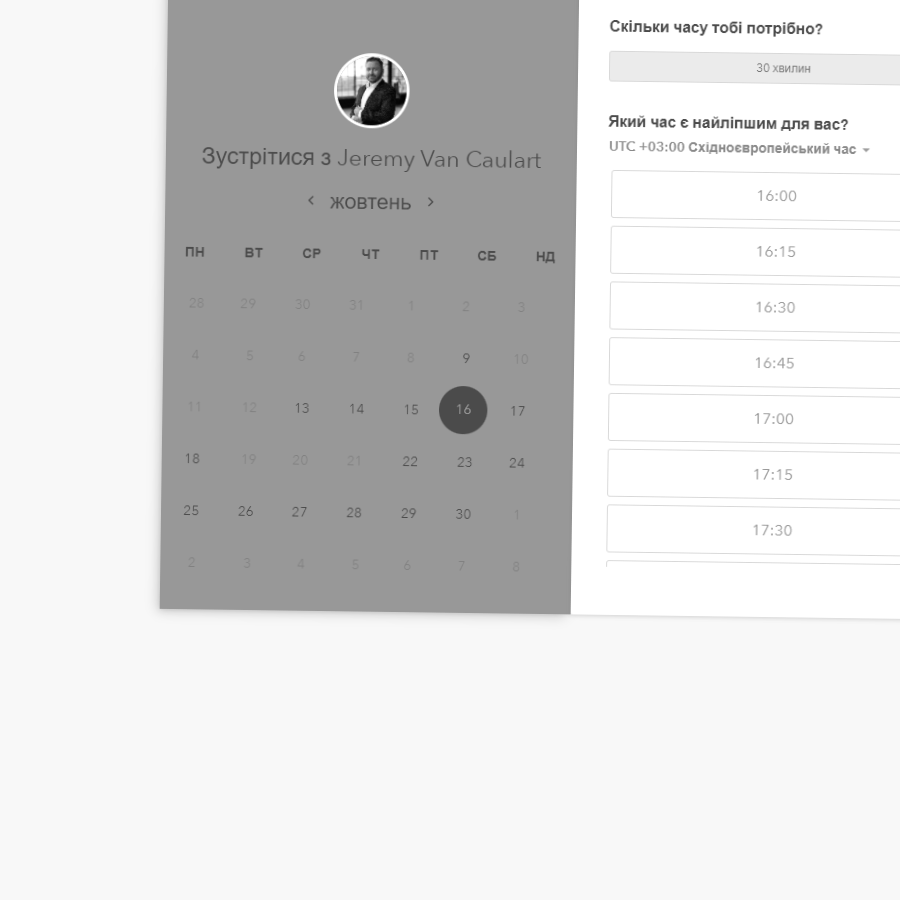 Зустрітися з Jeremy Van Caulart
жовтень
ПН ВТ СР ЧТ ПТ СБ НД
28 29 30 31 1 2 3
4 5 6 7 8 9 10
11 12 13 14 15 16 17
18 19 20 21 22 23 24
25 26 27 28 29 30 1
2 3 4 5 6 7 8
Скільки часу тобі потрібно?
30 хвилин
Який час є найліпшим для вас?
UTC +03:00 Східноєвропейський час
16:00
16:15
16:30
16:45
17:00
17:15
17:30